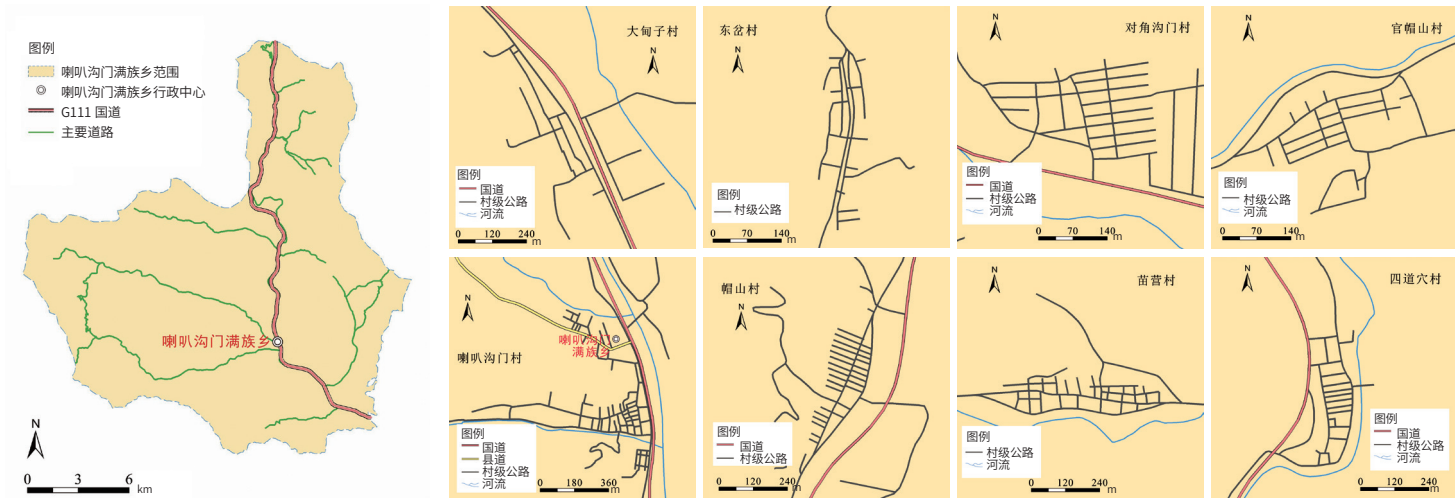 图例
喇叭沟门满族乡范围
喇叭沟门满族乡行政中心
G111 国道
主要道路
喇叭沟门满族乡
N
0 3 6 km
大甸子村
N
图例
国道
村级公路
河流
0 120 240 m
东岔村
N
图例
村级公路
0 70 140 m
对角沟门村
N
图例
国道
村级公路
河流
0 70 140 m
官帽山村
N
图例
村级公路
河流
0 70 140 m
N
喇叭沟门
满族乡
喇叭沟门村
图例
国道
县道
村级公路
河流
0 180 360 m
帽山村
N
图例
国道
村级公路
0 120 240 m
苗营村
N
图例
村级公路
河流
0 120 240 m
四道穴村
N
图例
国道
村级公路
河流
0 120 240 m